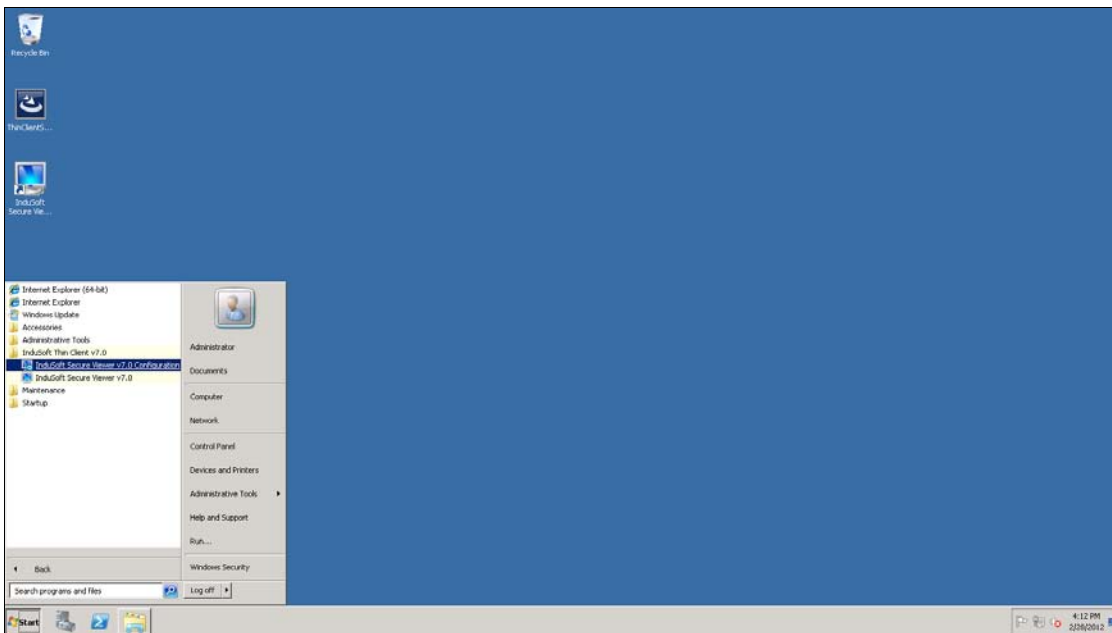 Recycle Bin
ThinClientS...
InduSoft
Secure Vie...
Internet Explorer (64-bit)
Internet Explorer
Windows Update
Accessories
Administrative Tools
InduSoft Thin Client v7.0
InduSoft Secure Viewer v7.0 Configuration
InduSoft Secure Viewer v7.0
Maintenance
Startup
Back
Search programs and files
Administrator
Documents
Computer
Network
Control Panel
Devices and Printers
Administrative Tools
Help and Support
Run...
Windows Security
Log off
Start
4:12 PM
2/28/2012